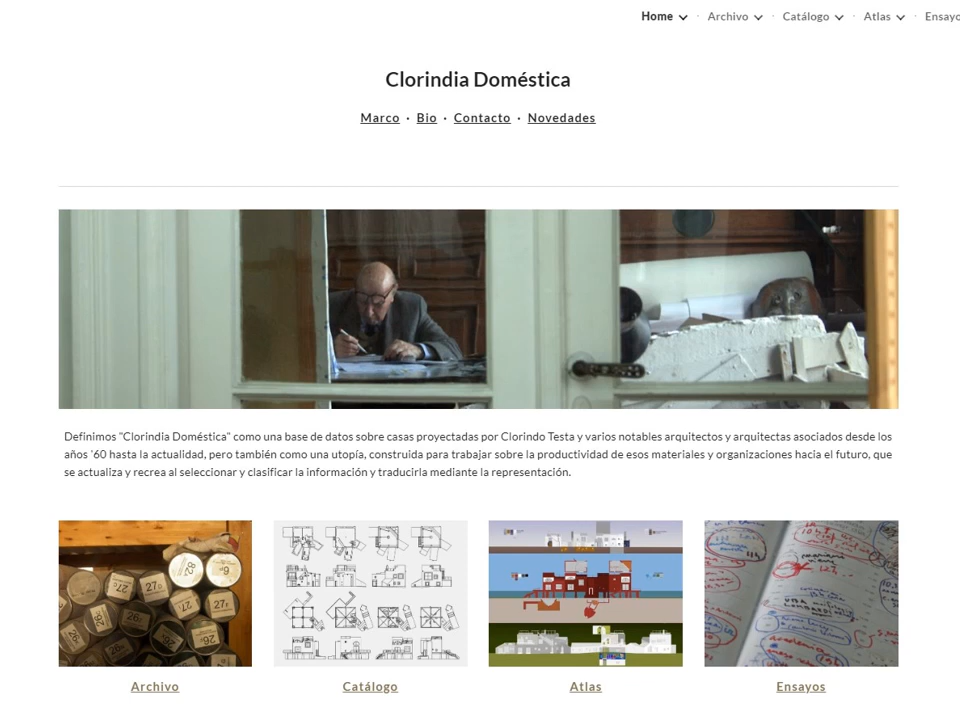 Home · Archivo · Catálogo · Atlas · Ensayo
Clorindia Doméstica
Marco · Bio · Contacto · Novedades
Definimos "Clorindia Doméstica" como una base de datos sobre casas proyectadas por Clorindo Testa y varios notables arquitectos y arquitectas asociados desde los
años '60 hasta la actualidad, pero también como una utopía, construida para trabajar sobre la productividad de esos materiales y organizaciones hacia el futuro, que
se actualiza y recrea al seleccionar y clasificar la información y traducirla mediante la representación.
Archivo
Catálogo
Atlas
Ensayos